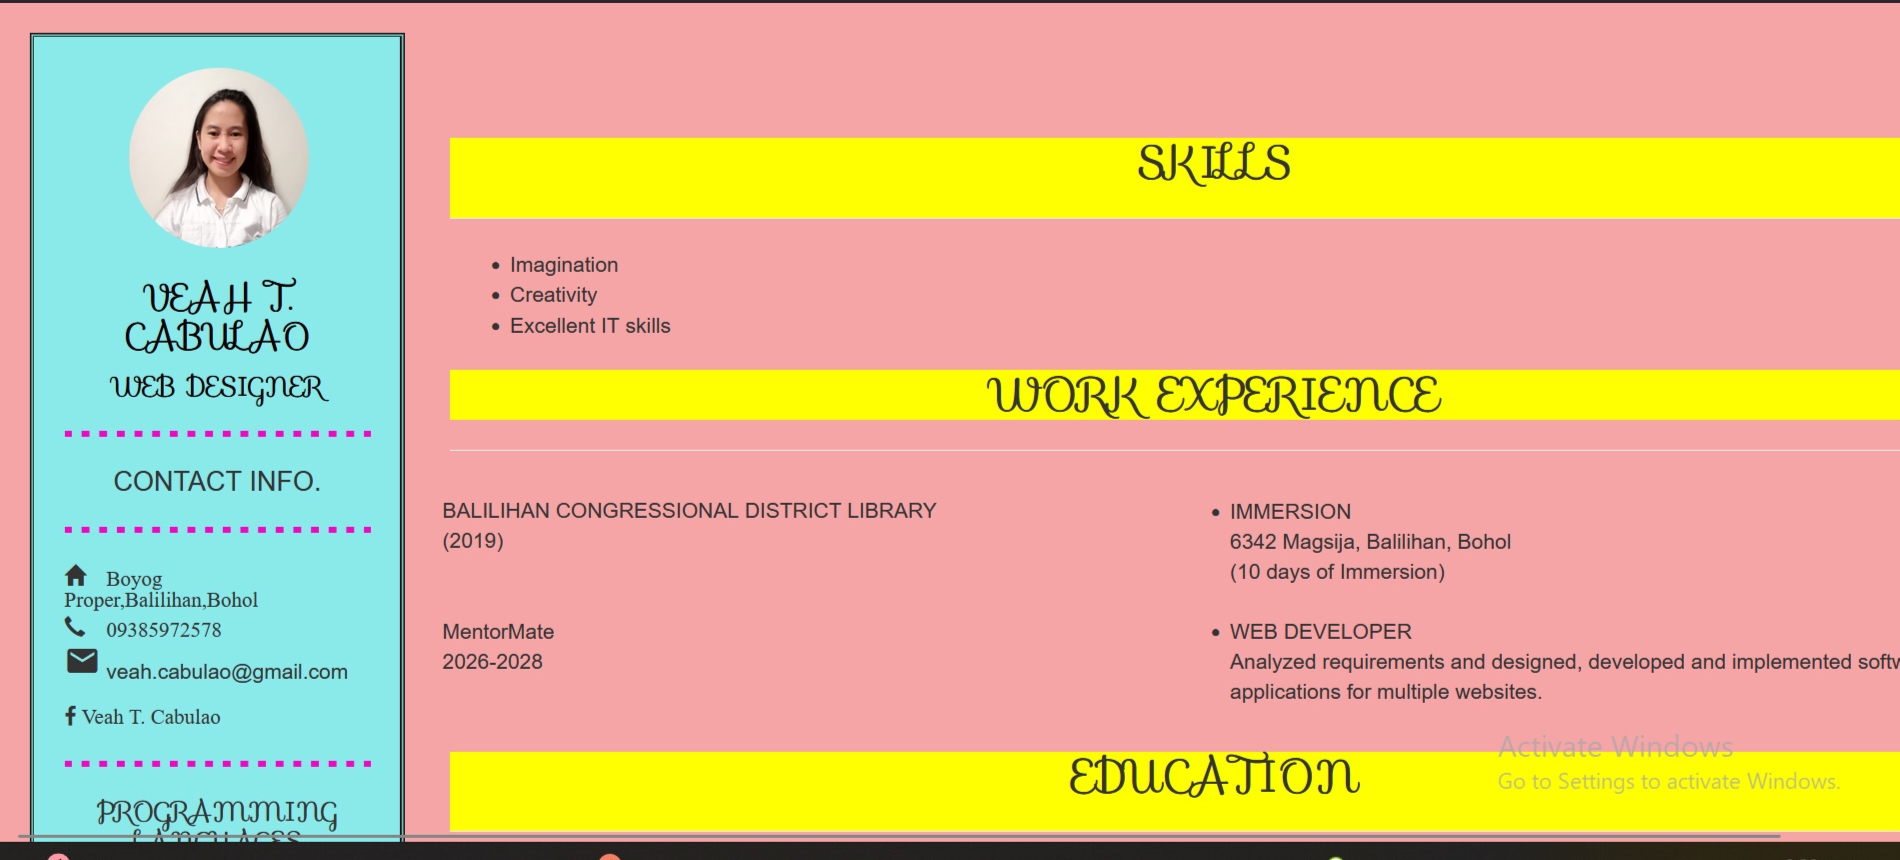 VEAH T.
CABULAO
WEB DESIGNER
CONTACT INFO.
Boyog
Proper,Balilihan,Bohol
09385972578
veah.cabulao@gmail.com
Veah T. Cabulao
PROGRAMMING
LANGUAGES
SKILLS
Imagination
Creativity
Excellent IT skills
WORK EXPERIENCE
BALILIHAN CONGRESSIONAL DISTRICT LIBRARY
(2019)
IMMERSION
6342 Magsija, Balilihan, Bohol
(10 days of Immersion)
MentorMate
2026-2028
WEB DEVELOPER
Analyzed requirements and designed, developed and implemented softw
applications for multiple websites.
EDUCATION
Activate Windows
Go to Settings to activate Windows.